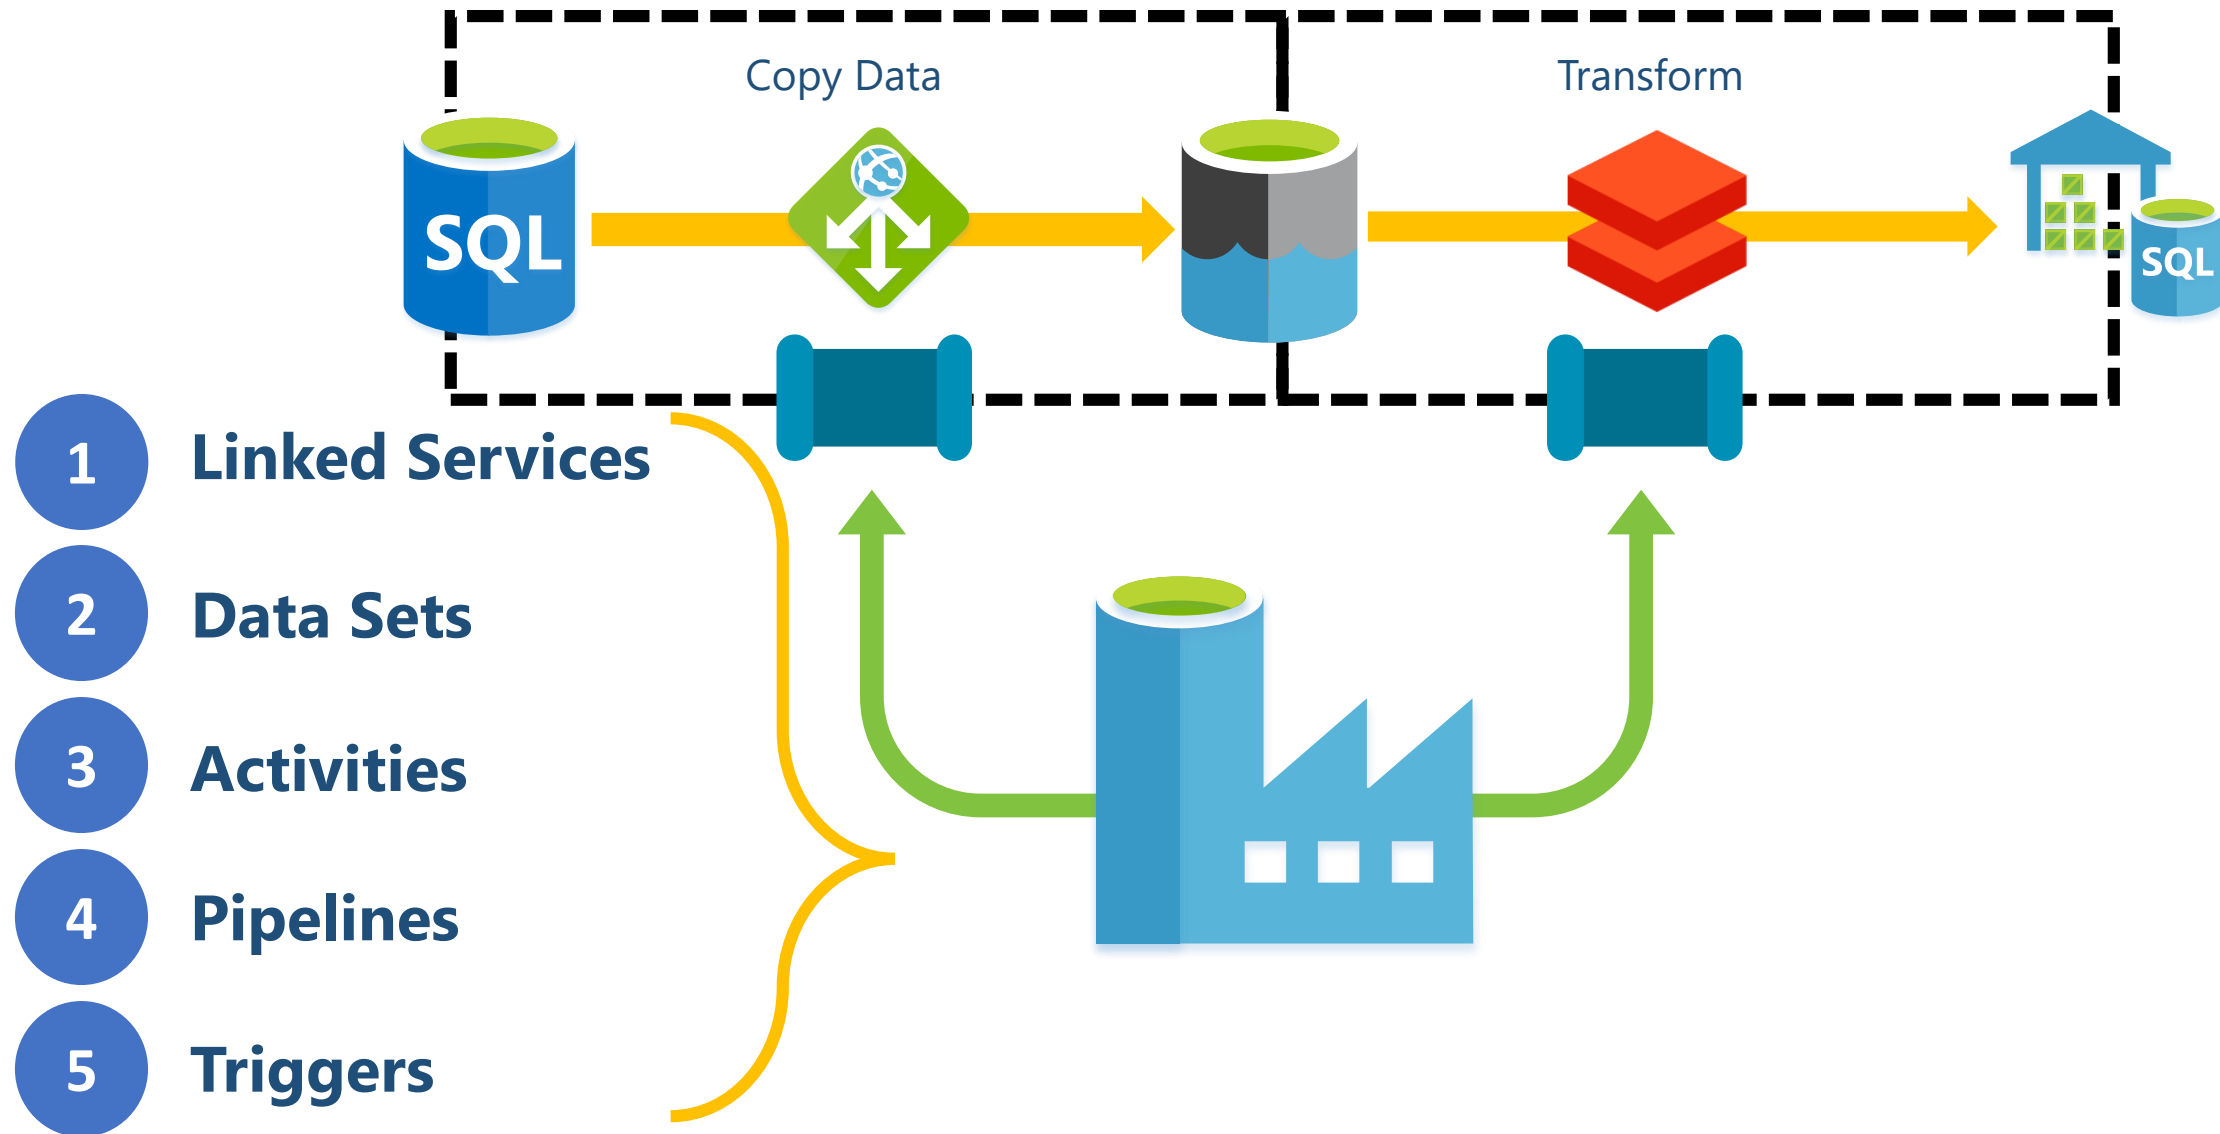 Copy Data
Transform
SQL
SQL
1 Linked Services
2 Data Sets
3 Activities
4 Pipelines
5 Triggers